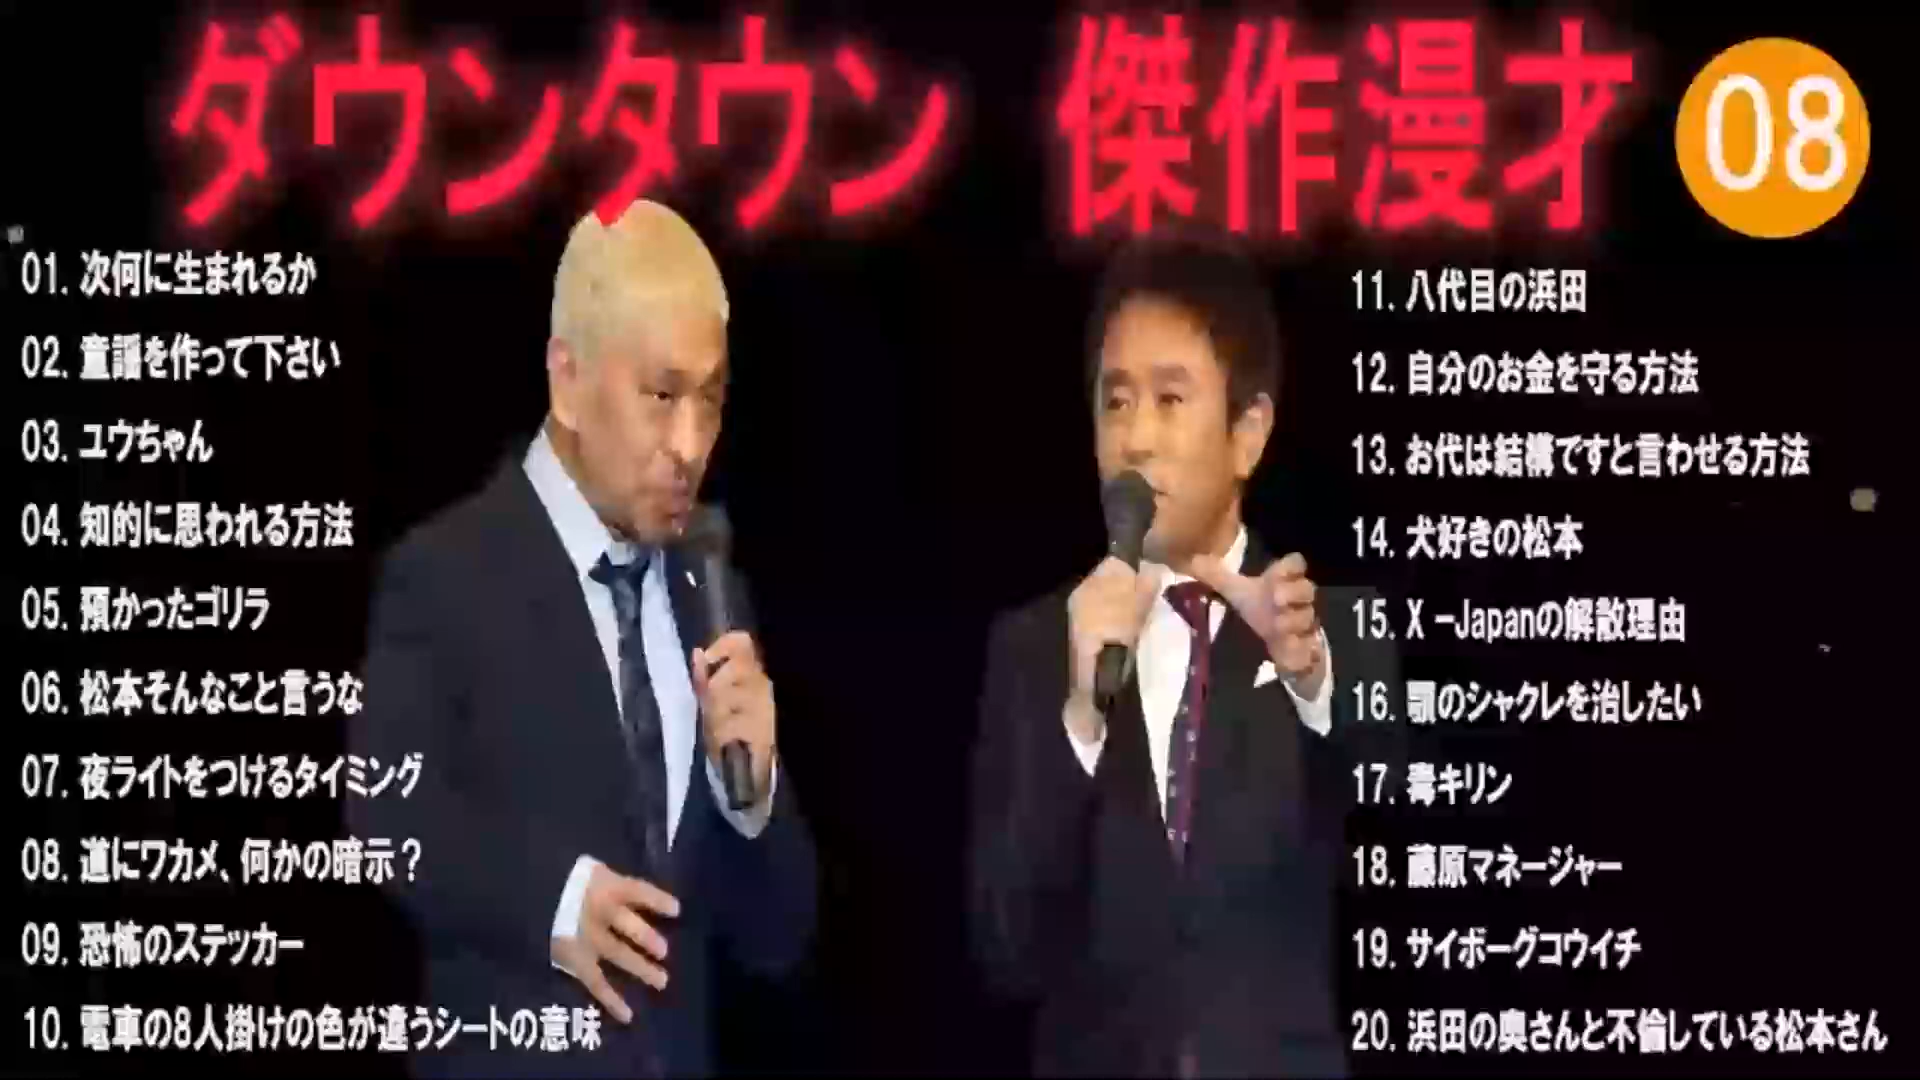 ダウンタウン 傑作漫才 08
01. 次何に生まれるか
02. 童謡を作って下さい
03. ユウちゃん
04. 知的に思われる方法
05. 預かったゴリラ
06. 松本そんなこと言うな
07. 夜ライトをつけるタイミング
08. 道にワカメ、何かの暗示？
09. 恐怖のステッカー
10. 電車の8人掛けの色が違うシートの意味
11. 八代目の浜田
12. 自分のお金を守る方法
13. お代は結構ですと言わせる方法
14. 犬好きの松本
15. X -Japanの解散理由
16. 顎のシャクレを治したい
17. 毒キリン
18. 藤原マネージャー
19. サイボーグコウイチ
20. 浜田の奥さんと不倫している松本さん